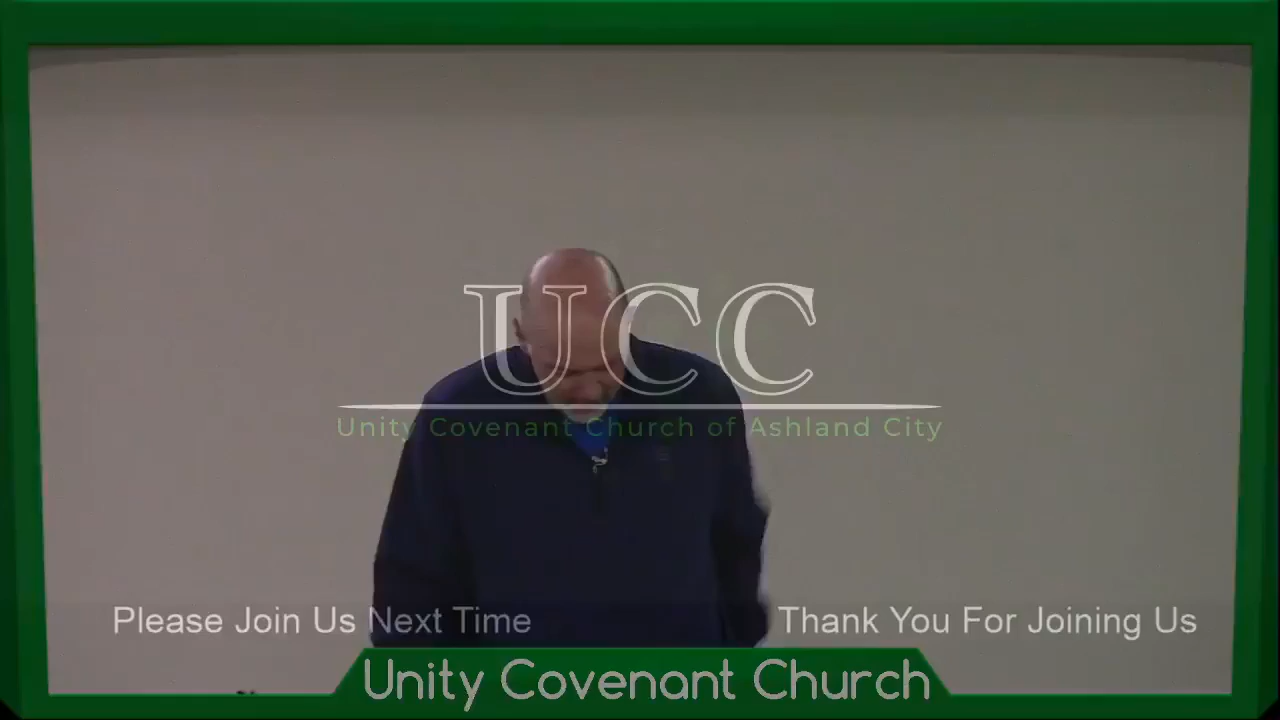 UCC
Unity Covenant Church of Ashland City
Please Join Us Next Time
Thank You For Joining Us
Unity Covenant Church